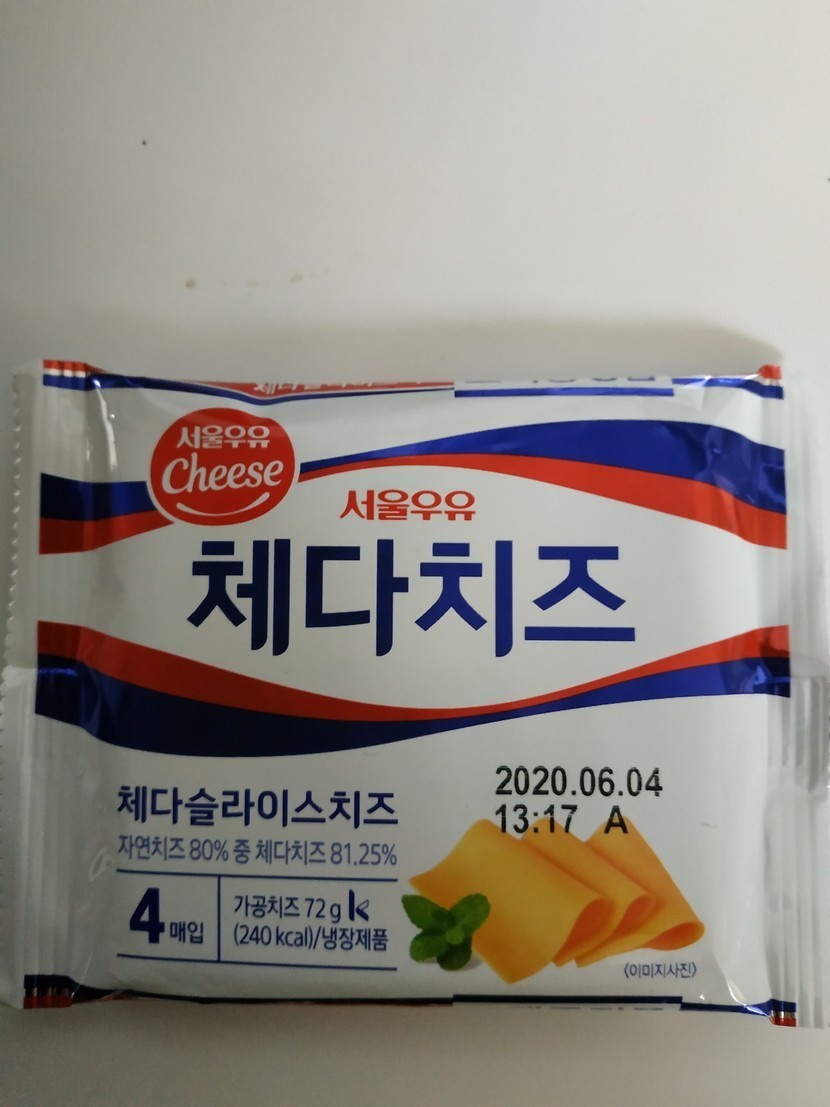 서울우유
Cheese
서울우유
체다치즈
2020.06.04
13:17 A
체다슬라이스치즈
자연치즈 80% 중 체다치즈 81.25%
4매입
가공치즈 72 g
(240 kcal)/냉장제품
〈이미지사진〉